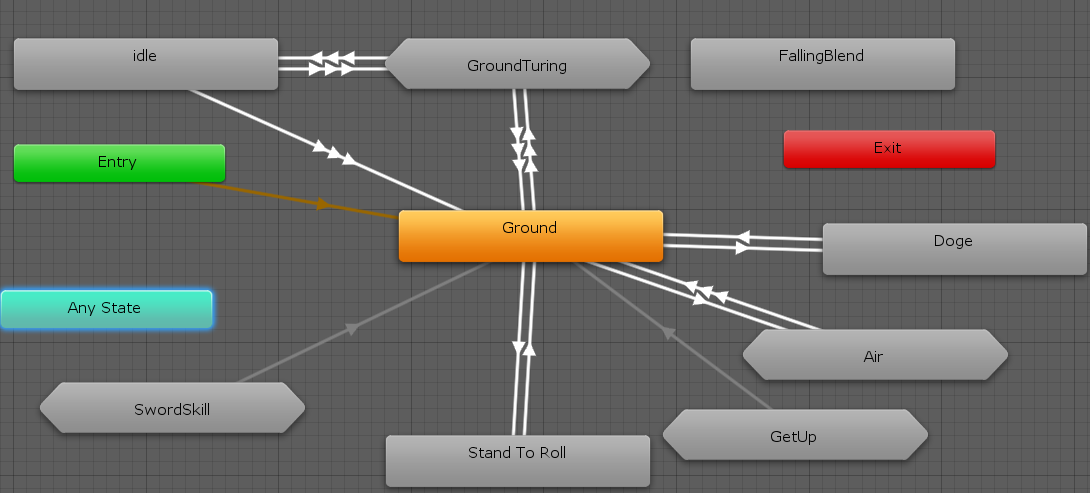 idle
GroundTuring
FallingBlend
Entry
Exit
Ground
Doge
Any State
Air
SwordSkill
GetUp
Stand To Roll